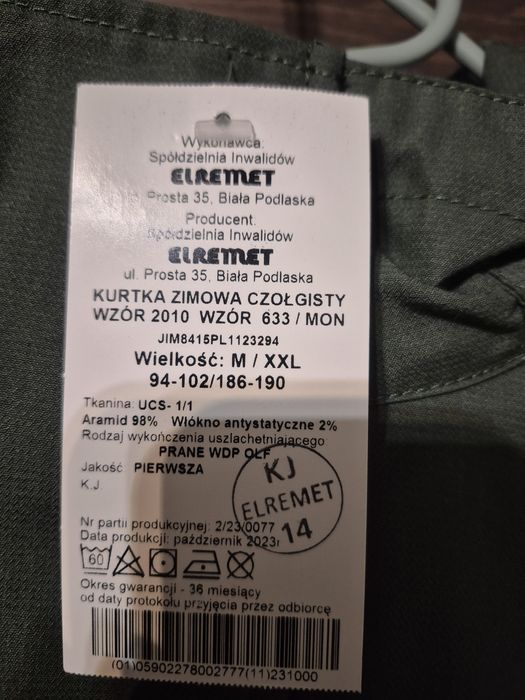 Wykonawca:
Spółdzielnia Inwalidów
ELREMET
Prosta 35, Biała Podlaska
Producent:
Spółdzielnia Inwalidów
ELREMET
ul. Prosta 35, Biała Podlaska
KURTKA ZIMOWA CZOŁGISTY
WZÓR 2010 WZÓR 633 / MON
JIM8415PL1123294
Wielkość: M / XXL
94-102/186-190
Tkanina: UCS- 1/1
Aramid 98% Włókno antystatyczne 2%
Rodzaj wykończenia uszlachetniającego
PRANE WDP OLF
Jakość PIERWSZA
K.J
KJ
ELREMET
14
Nr partii produkcyjnej: 2/23/0077
Data produkcji: październik 2023r
60
Okres gwarancji - 36 miesięcy
od daty protokołu przyjęcia przez odbiorcę
(01)05902278002777(11)231000